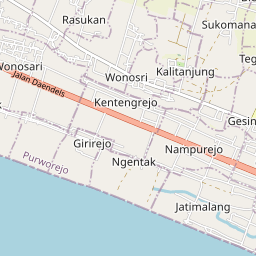 Rasukan
Sukomana
Wonosari
Jalan Daendels
Wonosri
Kalitanjung
Teg
Kentengrejo
Gesin
Girirejo
Nampurejo
Ngentak
Purworejo
Jatimalang